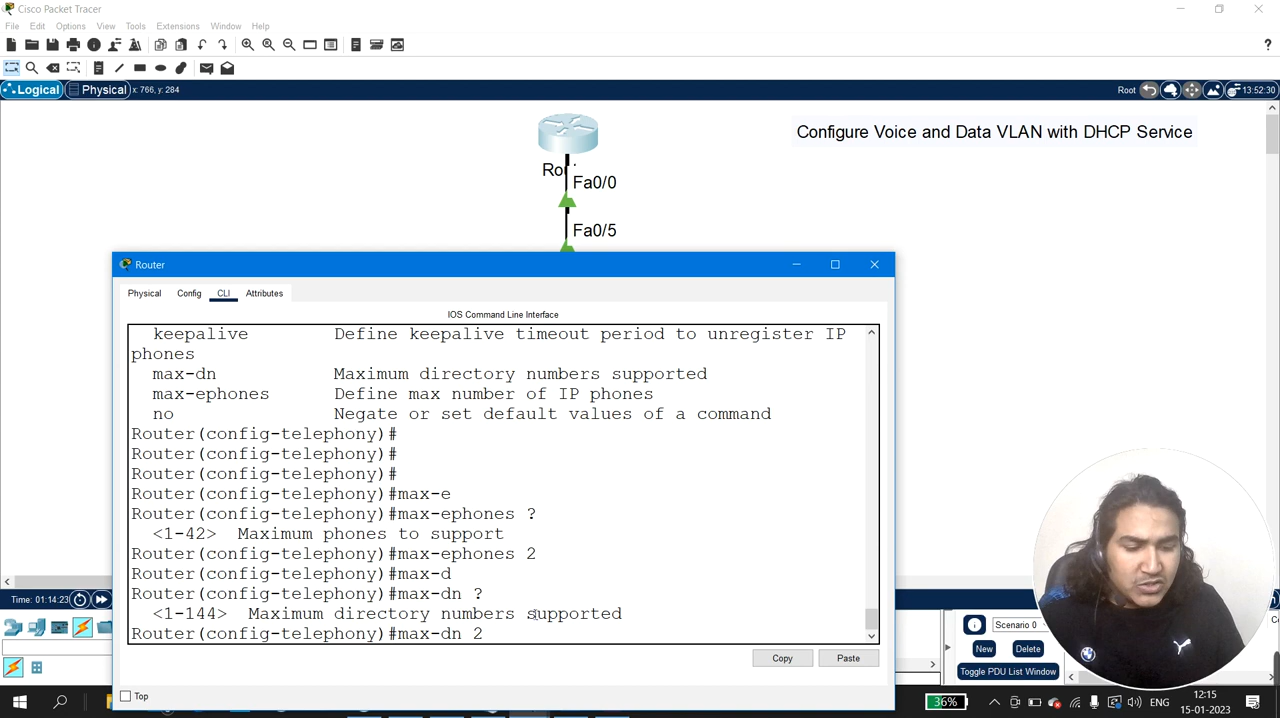 Cisco Packet Tracer
File Edit Options View Tools Extensions Window Help
Logical Physical x: 766, y: 284 Root 13:52:30
Configure Voice and Data VLAN with DHCP Service
Fa0/0
Fa0/5
Router
Physical Config CLI Attributes
IOS Command Line Interface
keepalive Define keepalive timeout period to unregister IP
phones
max-dn Maximum directory numbers supported
max-ephones Define max number of IP phones
no Negate or set default values of a command
Router(config-telephony)#
Router(config-telephony)#
Router(config-telephony)#
Router(config-telephony)#max-e
Router(config-telephony)#max-ephones ?
<1-42> Maximum phones to support
Router(config-telephony)#max-ephones 2
Router(config-telephony)#max-d
Router(config-telephony)#max-dn ?
<1-144> Maximum directory numbers supported
Router(config-telephony)#max-dn 2
Copy Paste
Top
Time: 01:14:23
Scenario 0
New Delete
Toggle PDU List Window
36% ENG 12:15
15-01-2023